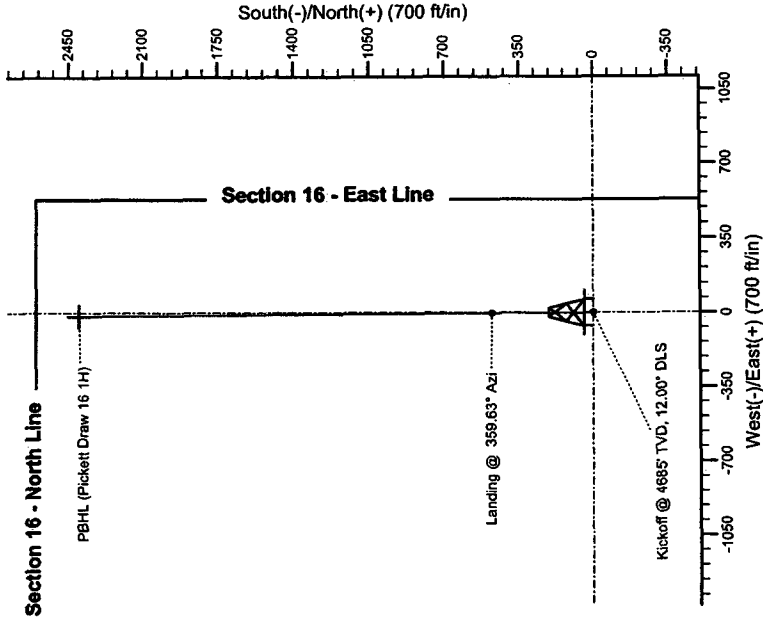 South(-)/North(+) (700 ft/in)
2450
2100
1750
1400
1050
700
350
0
-350
Section 16 - North Line
Section 16 - East Line
PBHL (Pickett Draw 16 1H)
Landing @ 359.63° Azi
Kickoff @ 4685' TVD, 12.00° DLS
1050
700
350
0
-350
-700
-1050
West(-)/East(+) (700 ft/in)